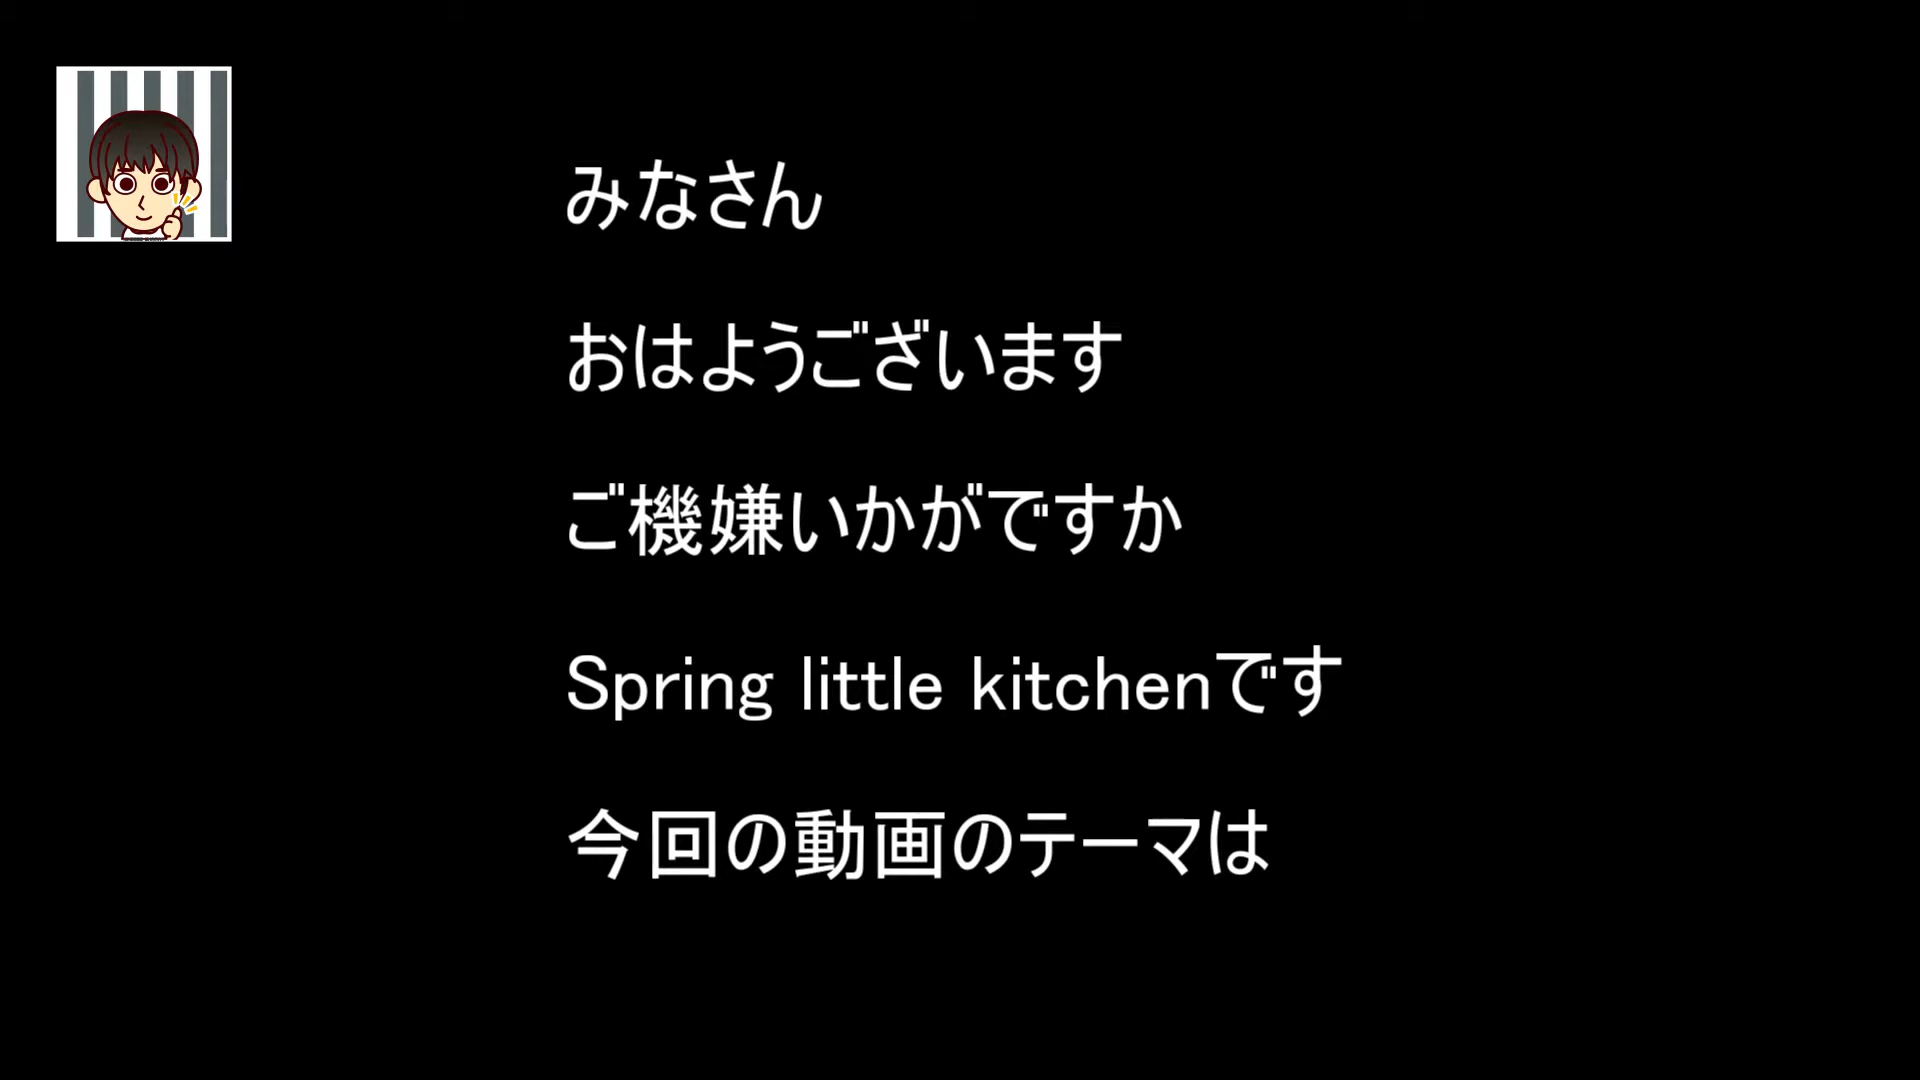 みなさん
おはようございます
ご機嫌いかがですか
Spring little kitchenです
今回の動画のテーマは